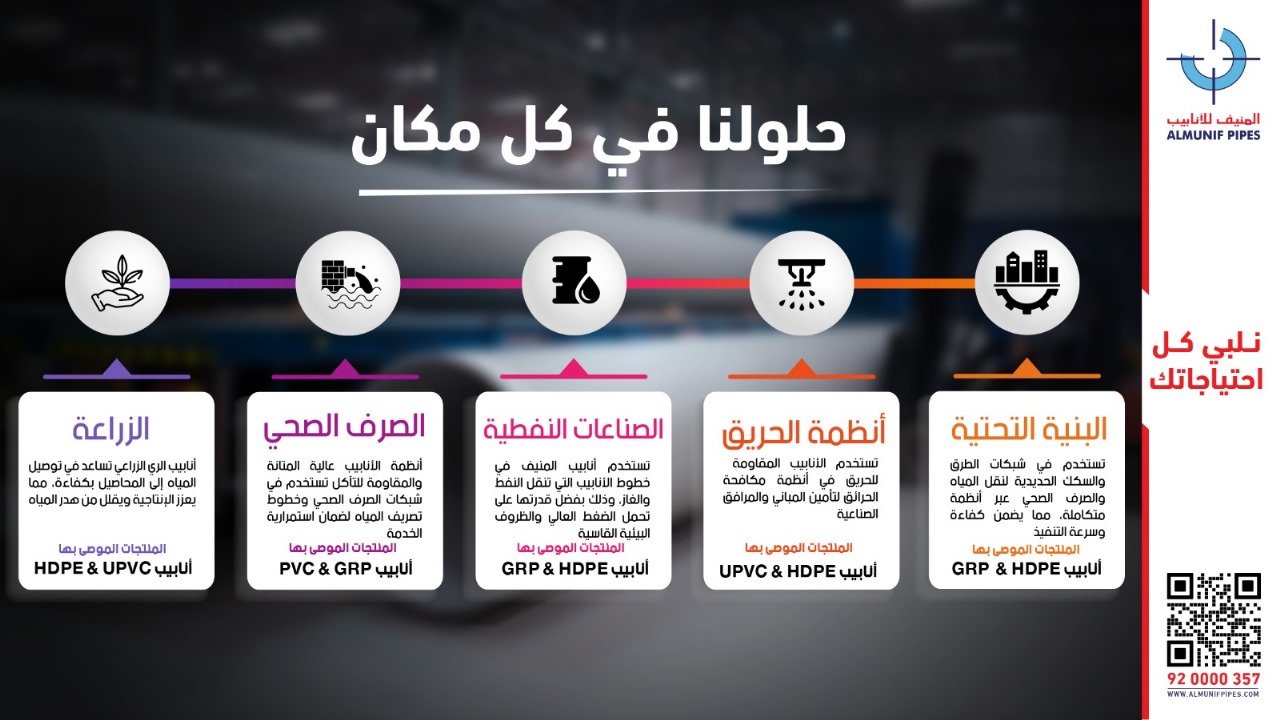 حلولنا في كل مكان
البنية التحتية
تستخدم في شبكات الطرق
والسكك الحديدية لنقل المياه
والصرف الصحي عبر أنظمة
متكاملة، مما يضمن كفاءة
وسرعة التنفيذ
المنتجات الموصى بها
أنابيب GRP & HDPE
أنظمة الحريق
تستخدم الأنابيب المقاومة
للحريق في أنظمة مكافحة
الحرائق لتأمين المباني والمرافق
الصناعية
المنتجات الموصى بها
أنابيب UPVC & HDPE
الصناعات النفطية
تستخدم أنابيب المنيف في
خطوط الأنابيب التي تنقل النفط
والغاز، وذلك بفضل قدرتها على
تحمل الضغط العالي والظروف
البيئية القاسية
المنتجات الموصى بها
أنابيب GRP & HDPE
الصرف الصحي
أنظمة الأنابيب عالية المتانة
والمقاومة للتآكل تستخدم في
شبكات الصرف الصحي وخطوط
تصريف المياه لضمان استمرارية
الخدمة
المنتجات الموصى بها
أنابيب PVC & GRP
الزراعة
أنابيب الري الزراعي تساعد في توصيل
المياه إلى المحاصيل بكفاءة، مما
يعزز الإنتاجية ويقلل من هدر المياه
المنتجات الموصى بها
أنابيب HDPE & UPVC
المنيف للأنابيب
ALMUNIF PIPES
نلبي كل
احتياجاتك
92 0000 357
WWW.ALMUNIFPIPES.COM